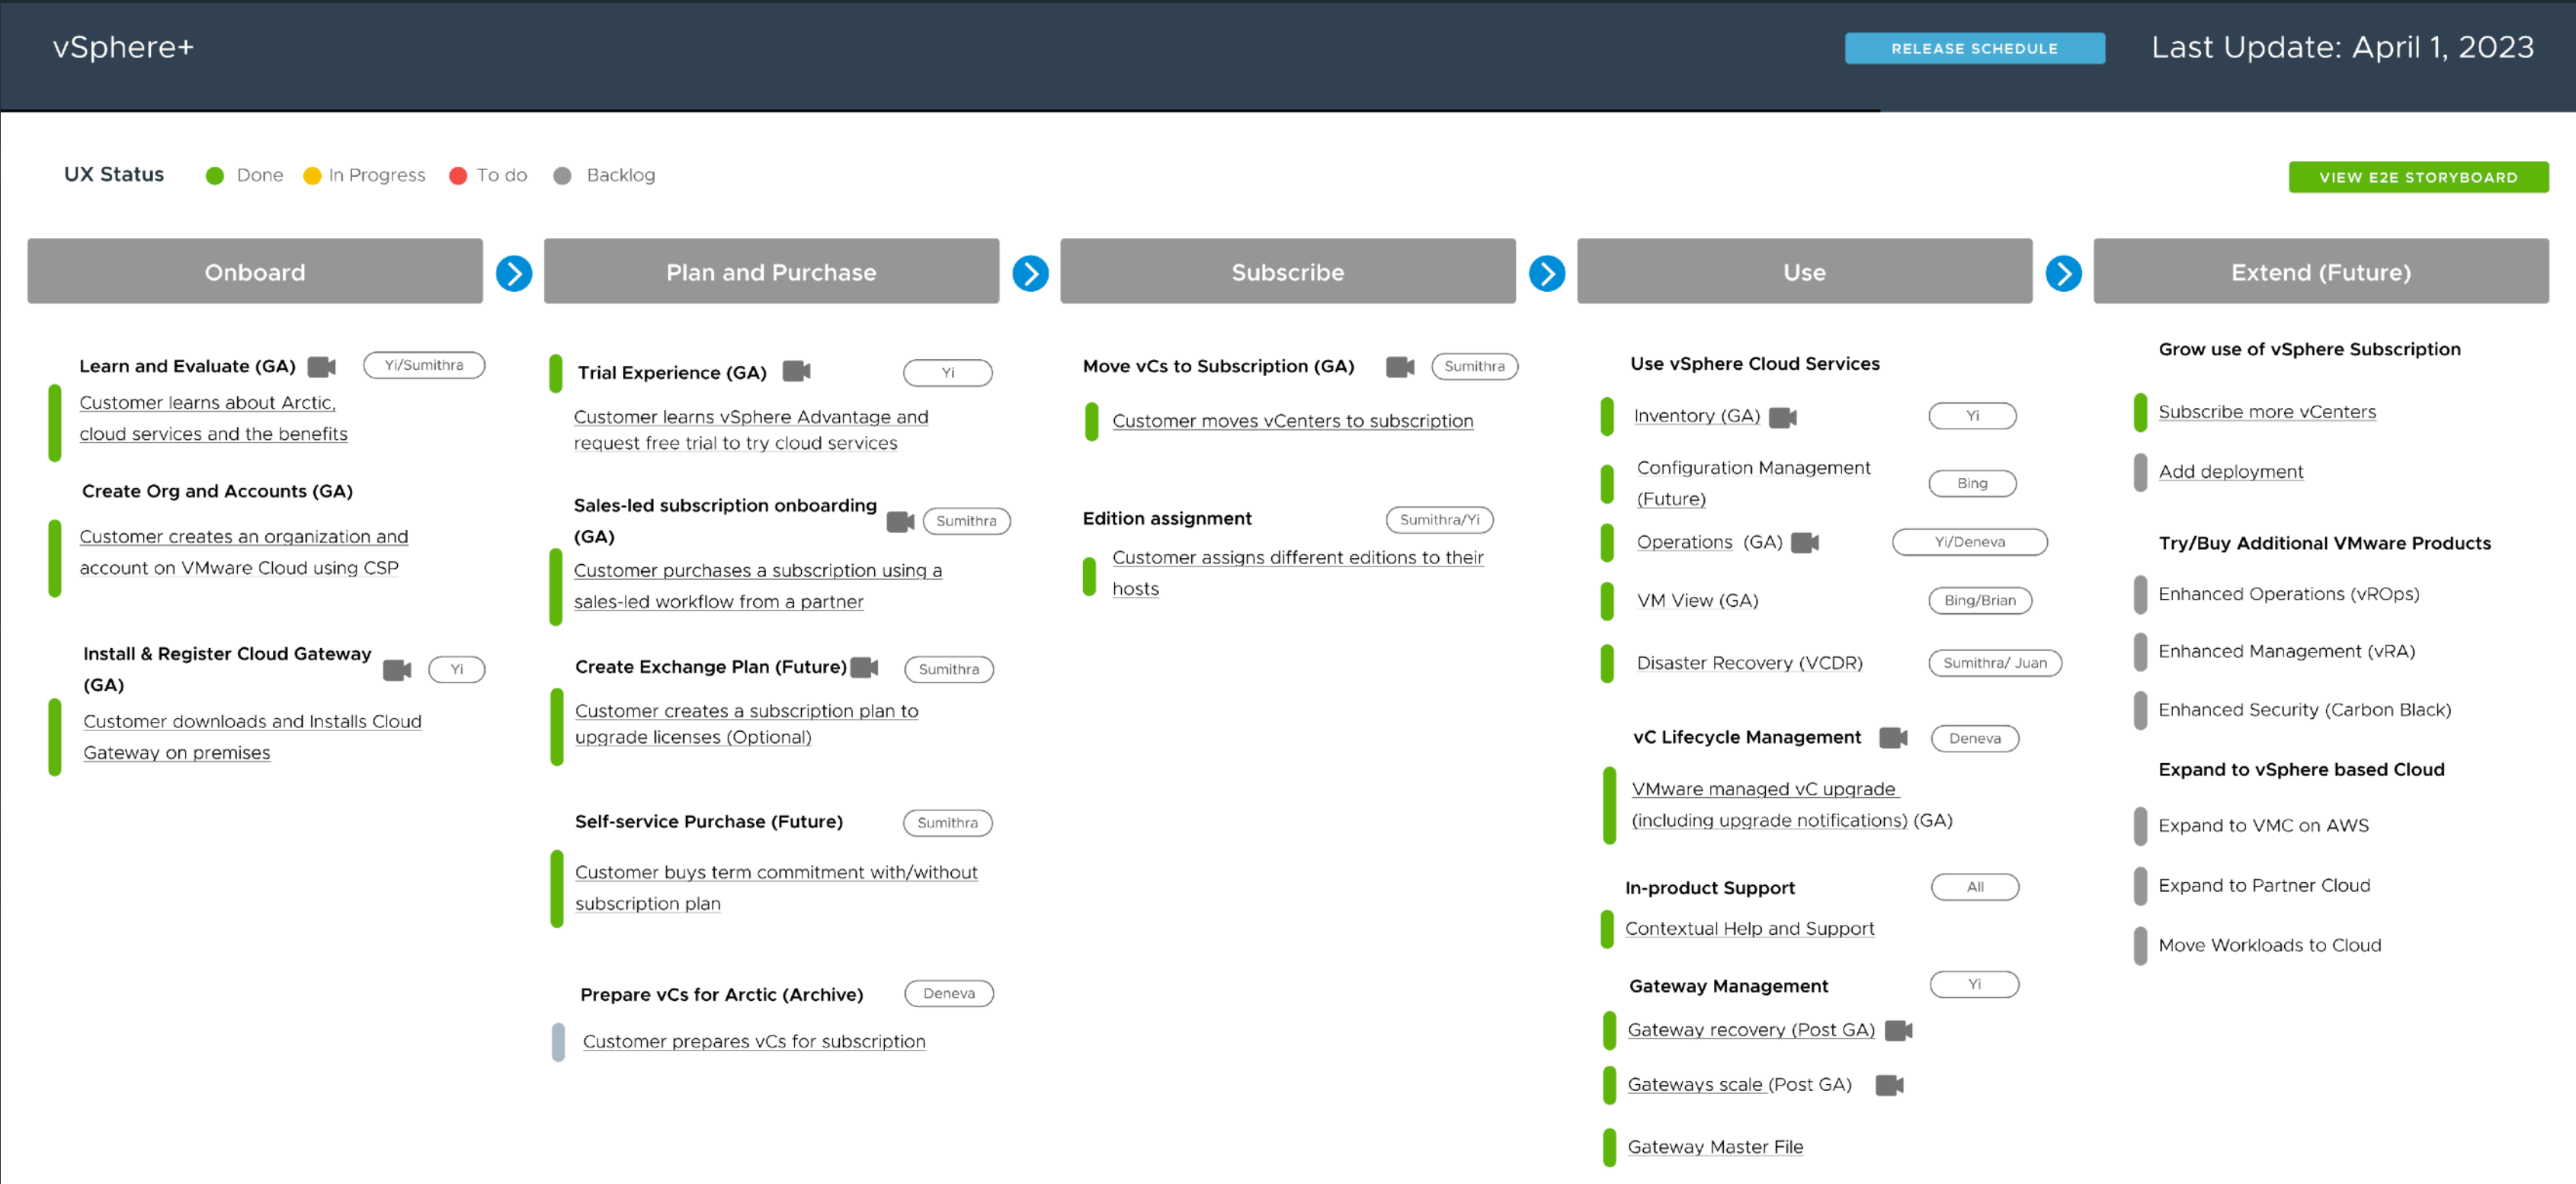 vSphere+
RELEASE SCHEDULE
Last Update: April 1, 2023
UX Status
Done
In Progress
To do
Backlog
VIEW E2E STORYBOARD
Onboard
Plan and Purchase
Subscribe
Use
Extend (Future)
Learn and Evaluate (GA)
Yi/Sumithra
Customer learns about Arctic,
cloud services and the benefits
Create Org and Accounts (GA)
Customer creates an organization and
account on VMware Cloud using CSP
Install & Register Cloud Gateway
(GA)
Yi
Customer downloads and Installs Cloud
Gateway on premises
Trial Experience (GA)
Yi
Customer learns vSphere Advantage and
request free trial to try cloud services
Sales-led subscription onboarding
(GA)
Sumithra
Customer purchases a subscription using a
sales-led workflow from a partner
Create Exchange Plan (Future)
Sumithra
Customer creates a subscription plan to
upgrade licenses (Optional)
Self-service Purchase (Future)
Sumithra
Customer buys term commitment with/without
subscription plan
Prepare vCs for Arctic (Archive)
Deneva
Customer prepares vCs for subscription
Move vCs to Subscription (GA)
Sumithra
Customer moves vCenters to subscription
Edition assignment
Sumithra/Yi
Customer assigns different editions to their
hosts
Use vSphere Cloud Services
Inventory (GA)
Yi
Configuration Management
(Future)
Bing
Operations (GA)
Yi/Deneva
VM View (GA)
Bing/Brian
Disaster Recovery (VCDR)
Sumithra/ Juan
vC Lifecycle Management
Deneva
VMware managed vC upgrade
(including upgrade notifications) (GA)
In-product Support
All
Contextual Help and Support
Gateway Management
Yi
Gateway recovery (Post GA)
Gateways scale (Post GA)
Gateway Master File
Grow use of vSphere Subscription
Subscribe more vCenters
Add deployment
Try/Buy Additional VMware Products
Enhanced Operations (vROps)
Enhanced Management (vRA)
Enhanced Security (Carbon Black)
Expand to vSphere based Cloud
Expand to VMC on AWS
Expand to Partner Cloud
Move Workloads to Cloud